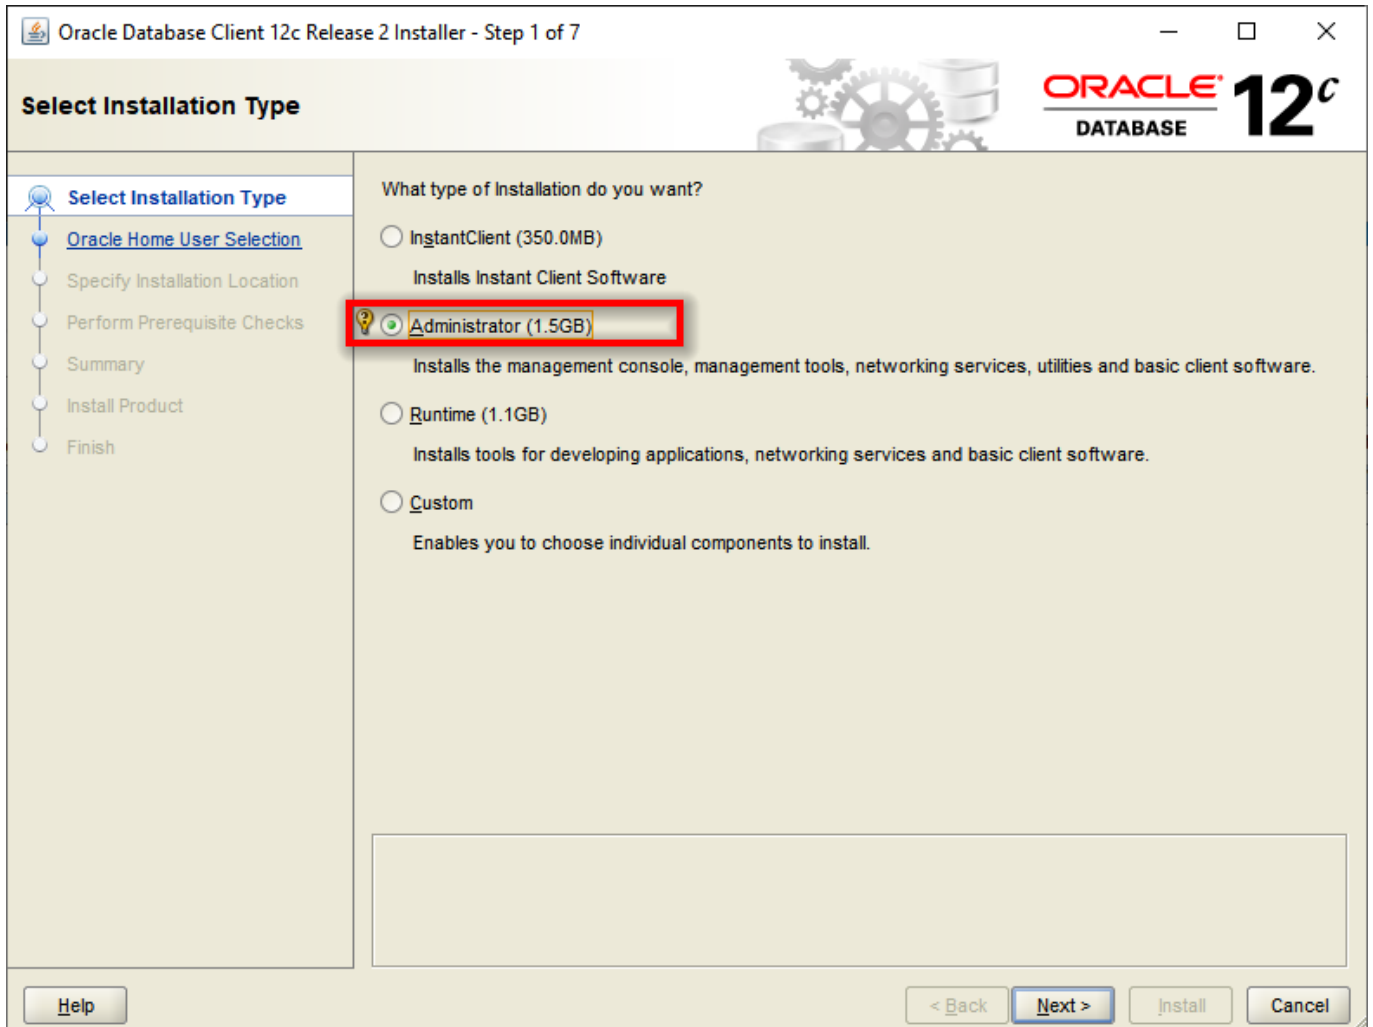 Oracle Database Client 12c Release 2 Installer - Step 1 of 7
Select Installation Type
ORACLE
DATABASE
12c
Select Installation Type
Oracle Home User Selection
Specify Installation Location
Perform Prerequisite Checks
Summary
Install Product
Finish
What type of Installation do you want?
InstantClient (350.0MB)
Installs Instant Client Software
Administrator (1.5GB)
Installs the management console, management tools, networking services, utilities and basic client software.
Runtime (1.1GB)
Installs tools for developing applications, networking services and basic client software.
Custom
Enables you to choose individual components to install.
Help
< Back
Next >
Install
Cancel